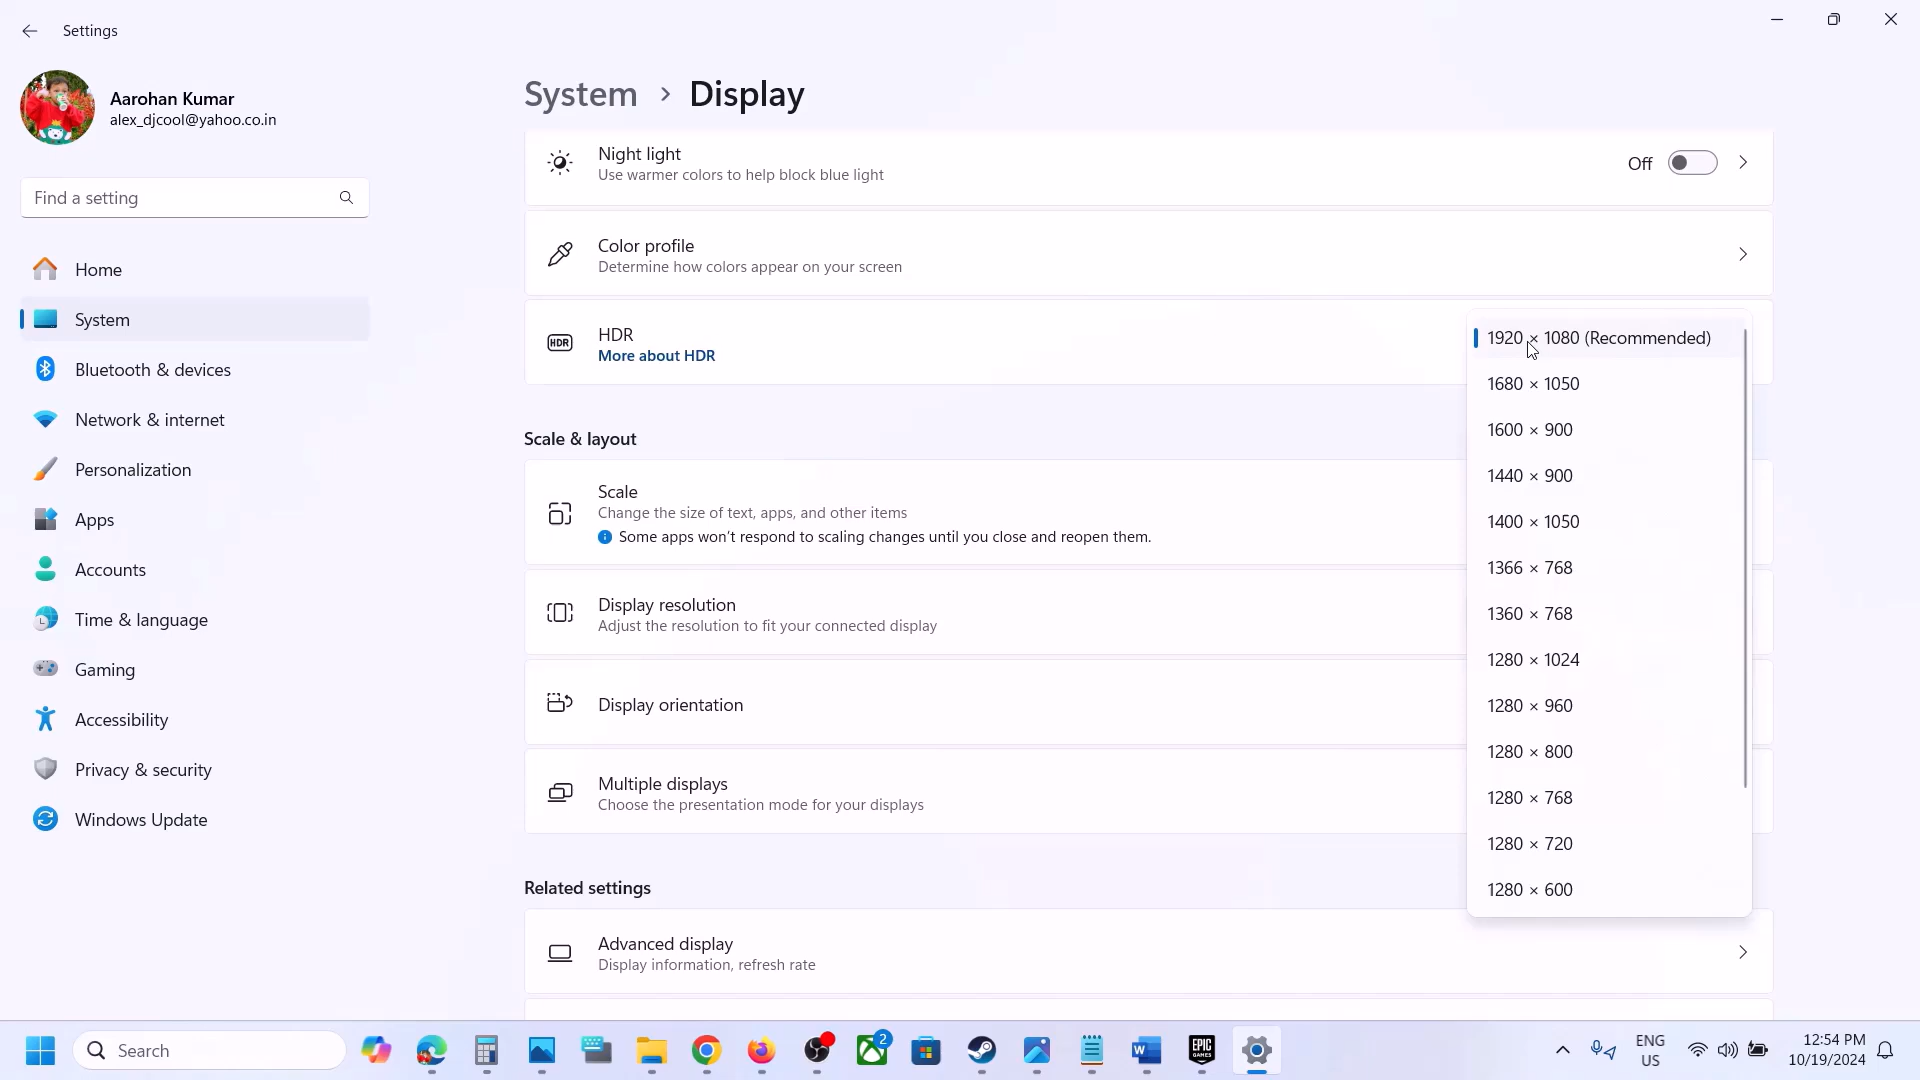 Settings
Aarohan Kumar
alex_djcool@yahoo.co.in
Find a setting
Home
System
Bluetooth & devices
Network & internet
Personalization
Apps
Accounts
Time & language
Gaming
Accessibility
Privacy & security
Windows Update
System > Display
Night light
Use warmer colors to help block blue light
Off
Color profile
Determine how colors appear on your screen
HDR
HDR
More about HDR
Scale & layout
Scale
Change the size of text, apps, and other items
Some apps won't respond to scaling changes until you close and reopen them.
Display resolution
Adjust the resolution to fit your connected display
Display orientation
Multiple displays
Choose the presentation mode for your displays
Related settings
Advanced display
Display information, refresh rate
1920 × 1080 (Recommended)
1680 × 1050
1600 × 900
1440 × 900
1400 × 1050
1366 × 768
1360 × 768
1280 × 1024
1280 × 960
1280 × 800
1280 × 768
1280 × 720
1280 × 600
Search
2
W
EPIC
GAMES
ENG
US
12:54 PM
10/19/2024